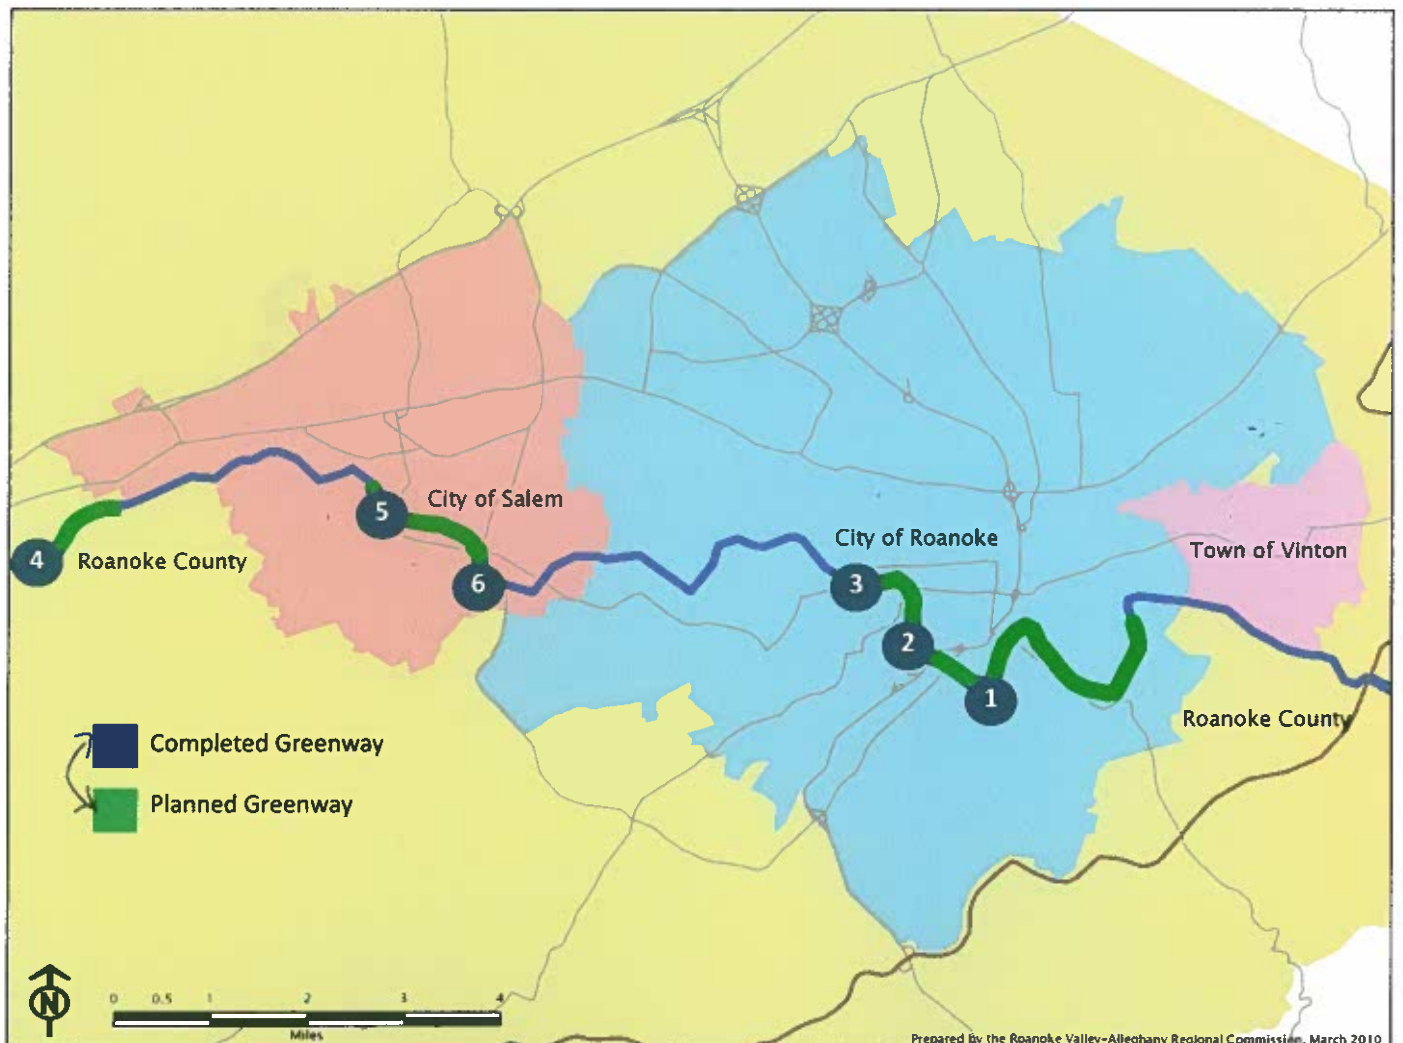 City of Salem
5
City of Roanoke
Town of Vinton
4
Roanoke County
6
3
2
1
Roanoke County
Completed Greenway
Planned Greenway
N
0 0.5 1 2 3 4
Miles
Prepared by the Roanoke Valley-Alleghany Regional Commission, March 2010